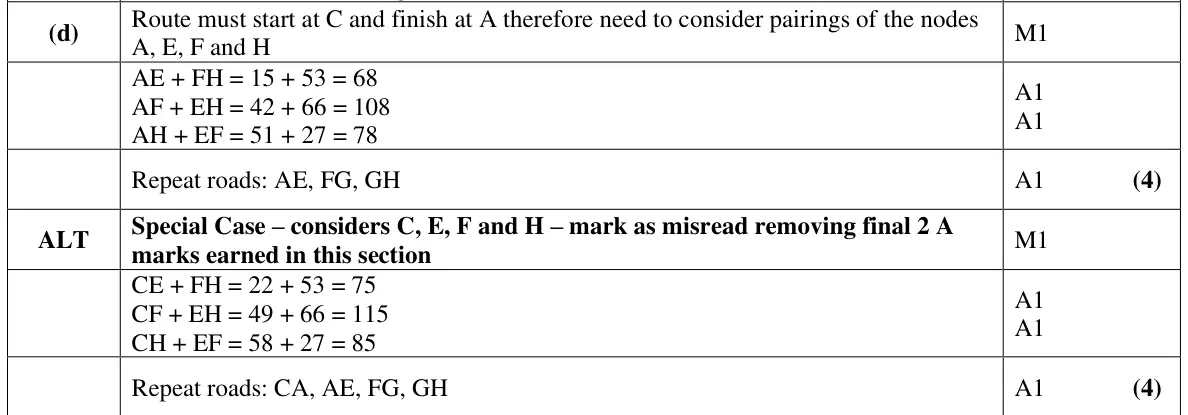 (d)
Route must start at C and finish at A therefore need to consider pairings of the nodes
A, E, F and H
M1
AE + FH = 15 + 53 = 68
AF + EH = 42 + 66 = 108
AH + EF = 51 + 27 = 78
A1
A1
Repeat roads: AE, FG, GH
A1 (4)
ALT
Special Case – considers C, E, F and H – mark as misread removing final 2 A
marks earned in this section
M1
CE + FH = 22 + 53 = 75
CF + EH = 49 + 66 = 115
CH + EF = 58 + 27 = 85
A1
A1
Repeat roads: CA, AE, FG, GH
A1 (4)